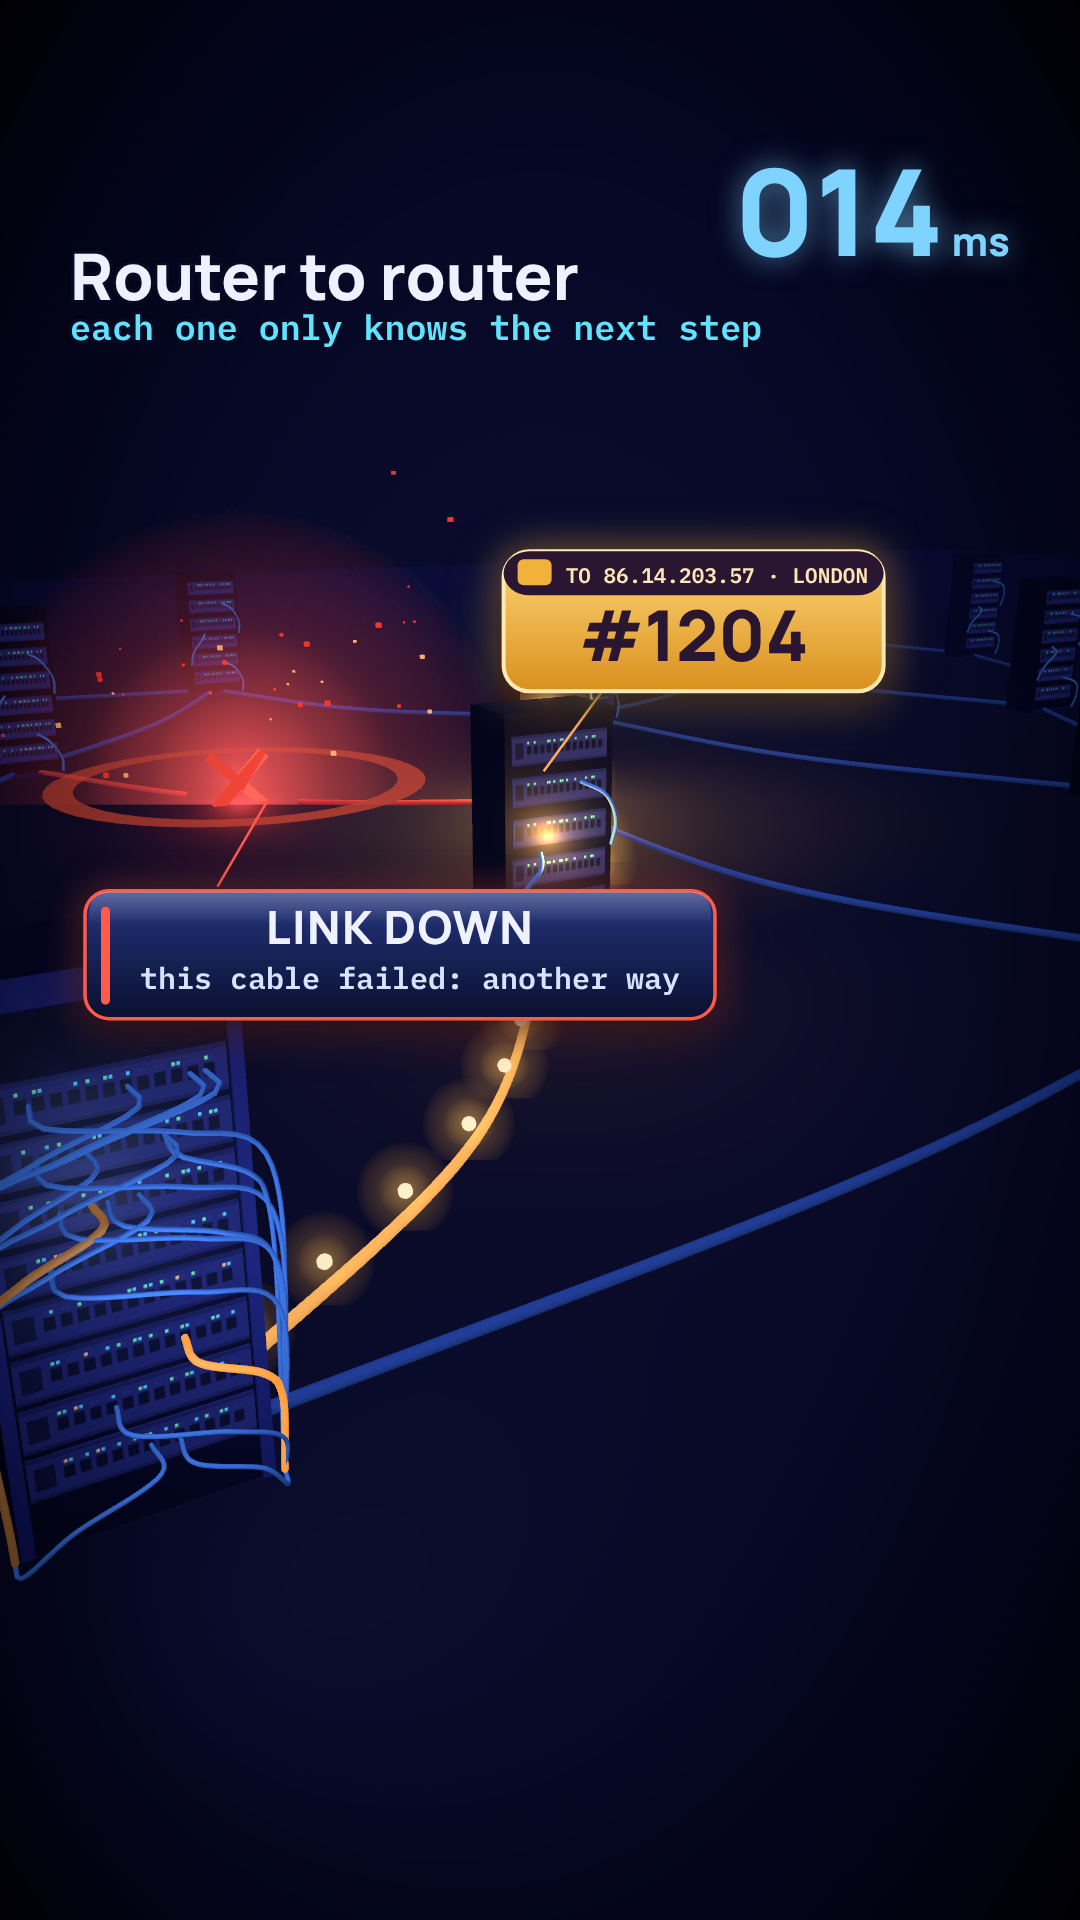 014 ms
Router to router
each one only knows the next step
TO 86.14.203.57 · LONDON
#1204
LINK DOWN
this cable failed: another way